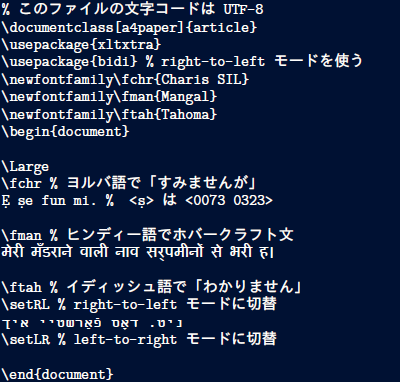 % このファイルの文字コードは UTF-8
\documentclass[a4paper]{article}
\usepackage{xltxtra}
\usepackage{bidi} % right-to-left モードを使う
\newfontfamily\fchr{Charis SIL}
\newfontfamily\fman{Mangal}
\newfontfamily\ftah{Tahoma}
\begin{document}
\Large
\fchr % ヨルバ語で「すみませんが」
Ẹ ṣe fun mi. % <ṣ> は <0073 0323>
\fman % ヒンディー語でホバークラフト文
मेरी मँडराने वाली नाव सर्पमीनों से भरी ह।
\ftah % イディッシュ語で「わかりません」
\setRL % right-to-left モードに切替
איך פֿאַרשטיי דאָס ניט.
\setLR % left-to-right モードに切替
\end{document}